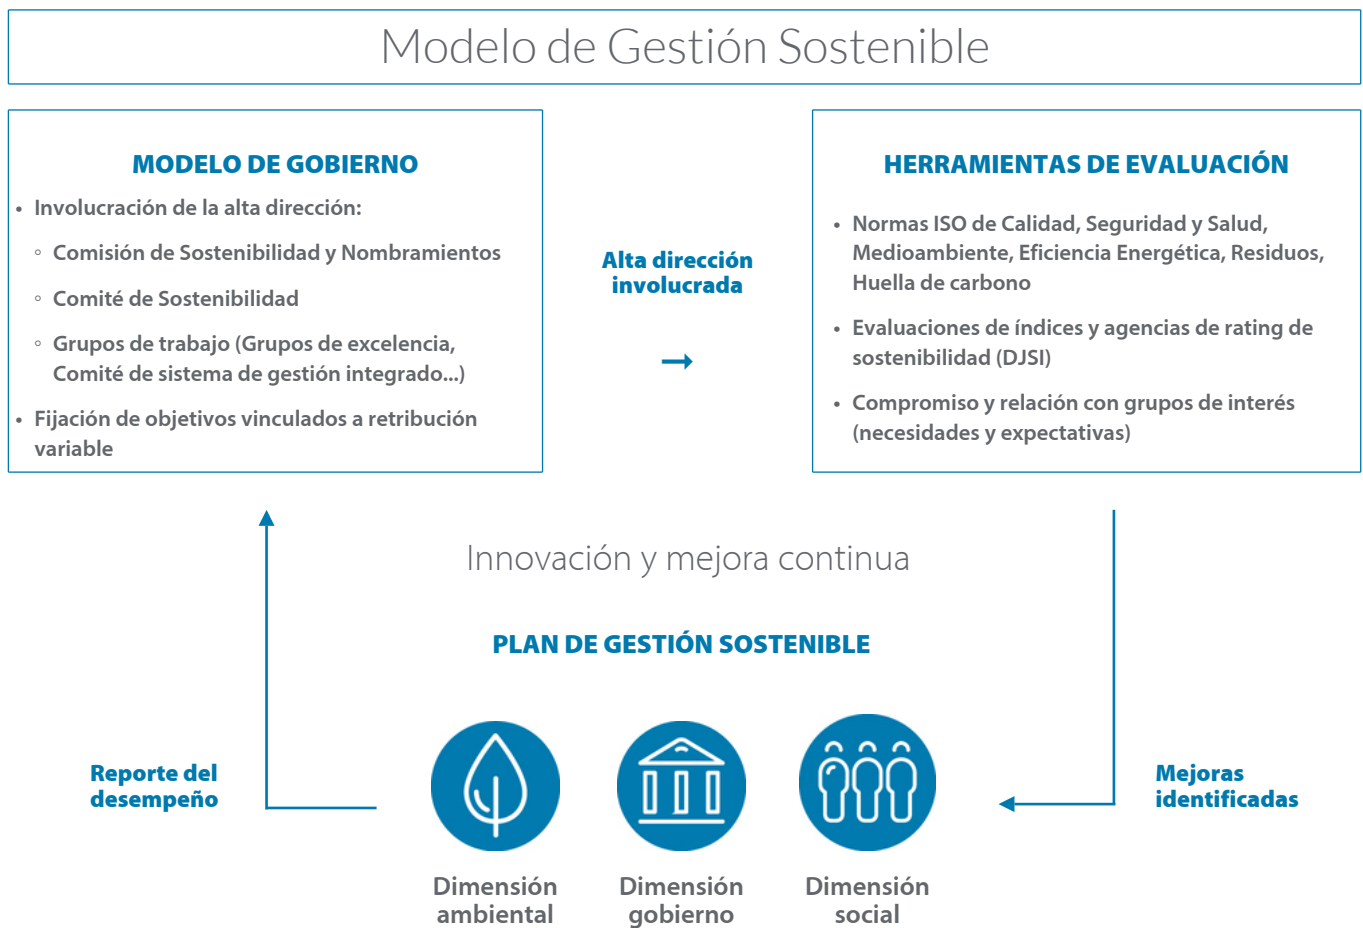 Modelo de Gestión Sostenible
MODELO DE GOBIERNO
• Involucración de la alta dirección:
◦ Comisión de Sostenibilidad y Nombramientos
◦ Comité de Sostenibilidad
◦ Grupos de trabajo (Grupos de excelencia,
Comité de sistema de gestión integrado...)
• Fijación de objetivos vinculados a retribución
variable
Alta dirección
involucrada
→
HERRAMIENTAS DE EVALUACIÓN
• Normas ISO de Calidad, Seguridad y Salud,
Medioambiente, Eficiencia Energética, Residuos,
Huella de carbono
• Evaluaciones de índices y agencias de rating de
sostenibilidad (DJSI)
• Compromiso y relación con grupos de interés
(necesidades y expectativas)
Innovación y mejora continua
PLAN DE GESTIÓN SOSTENIBLE
Reporte del
desempeño
Dimensión
ambiental
Dimensión
gobierno
Dimensión
social
Mejoras
identificadas